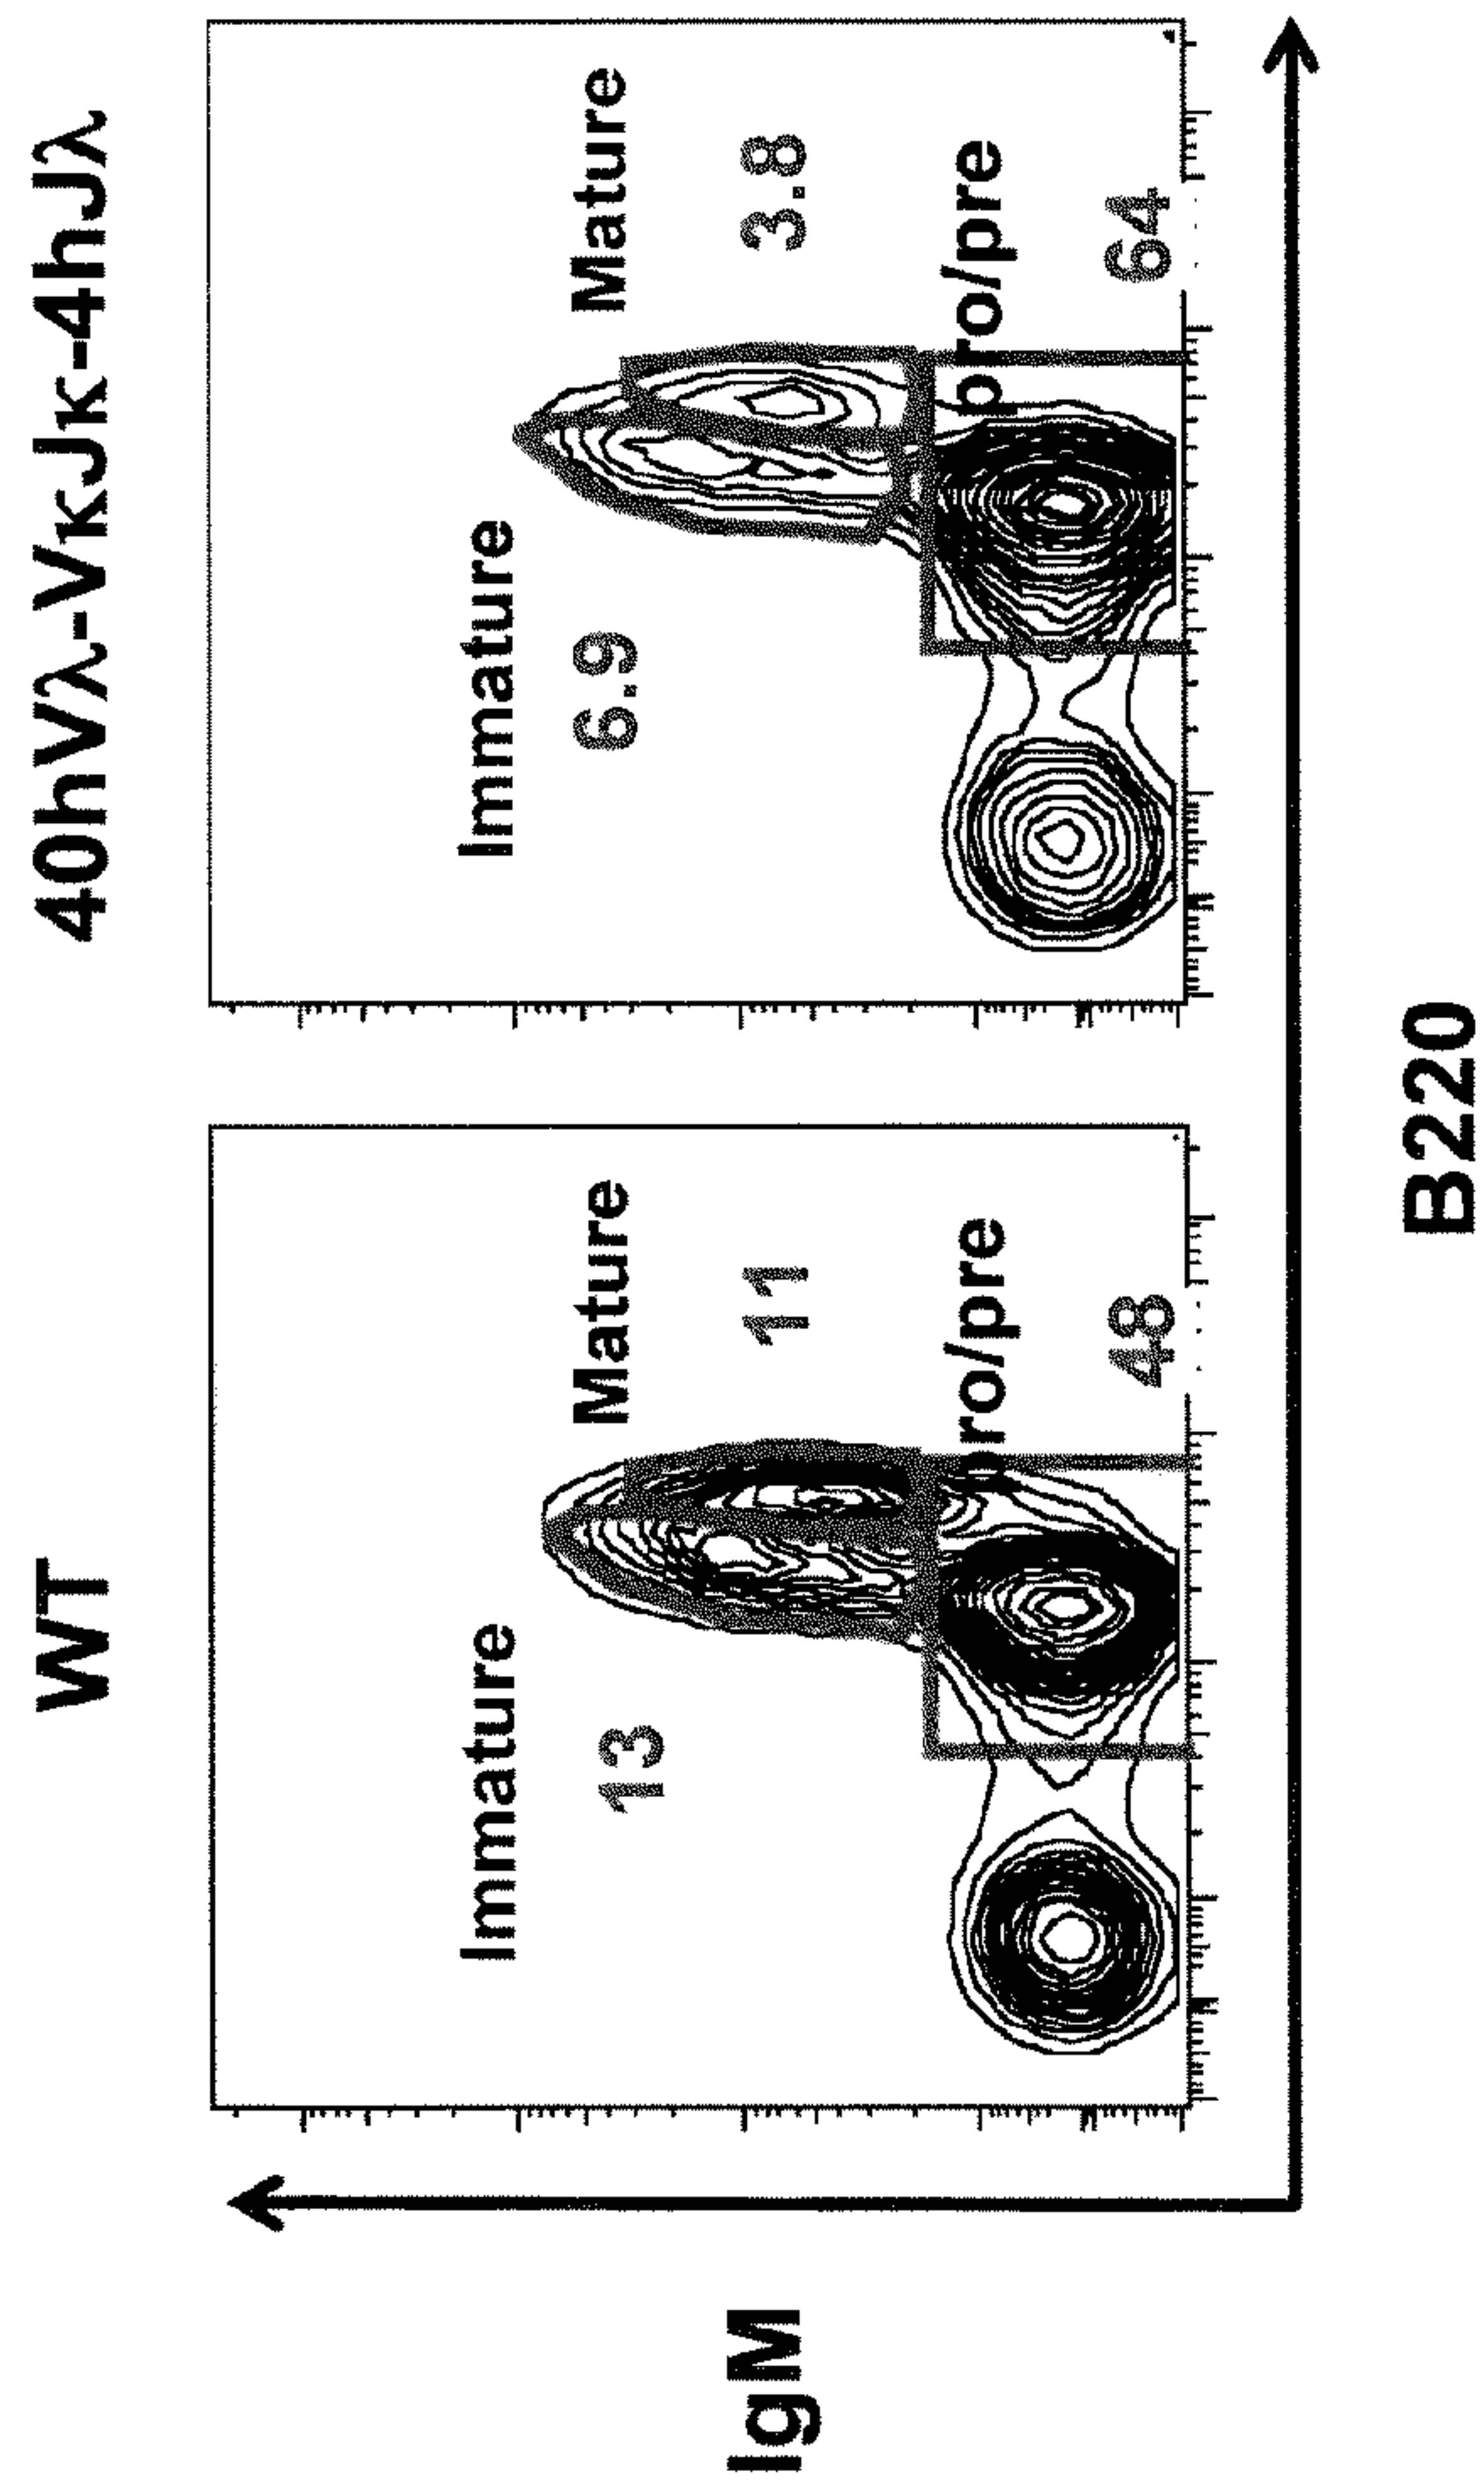 WT
Immature
13
Mature
11
pro/pre
48
40hVλ-VκJκ-4hJλ
Immature
6.9
Mature
3.8
pro/pre
64
IgM
B220